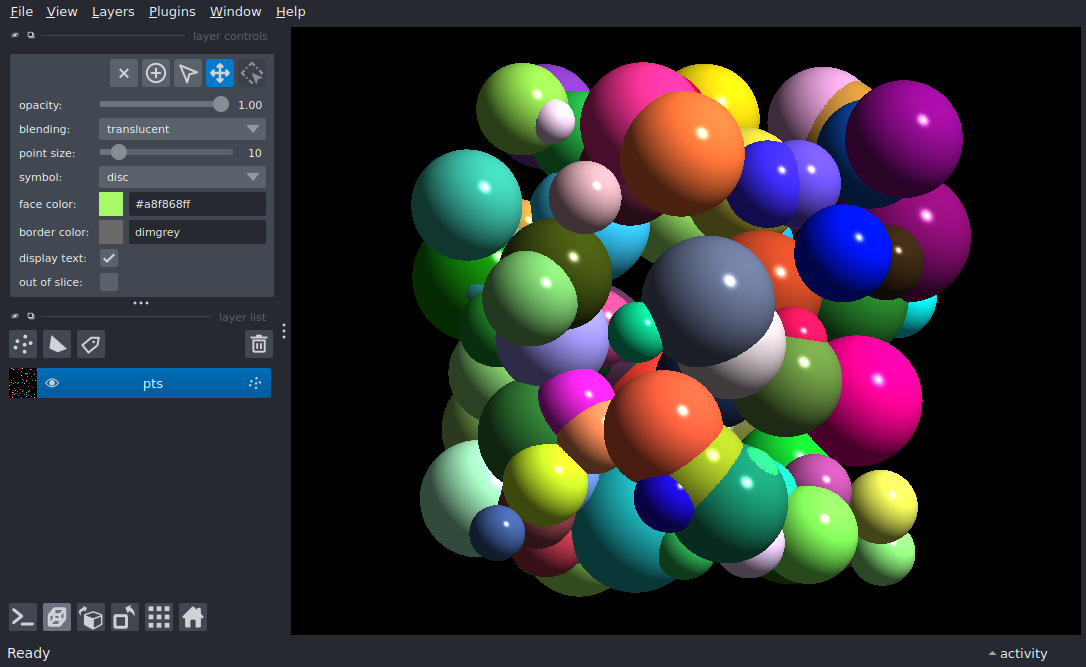 File View Layers Plugins Window Help
layer controls
opacity: 1.00
blending: translucent
point size: 10
symbol: disc
face color: #a8f868ff
border color: dimgrey
display text:
out of slice:
layer list
pts
Ready
activity